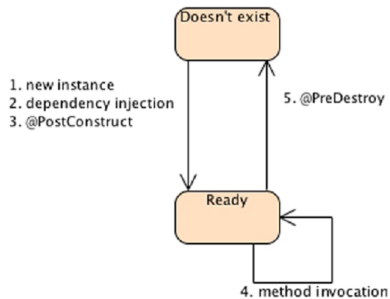 Doesn't exist
1. new instance
2. dependency injection
3. @PostConstruct
5. @PreDestroy
Ready
4. method invocation